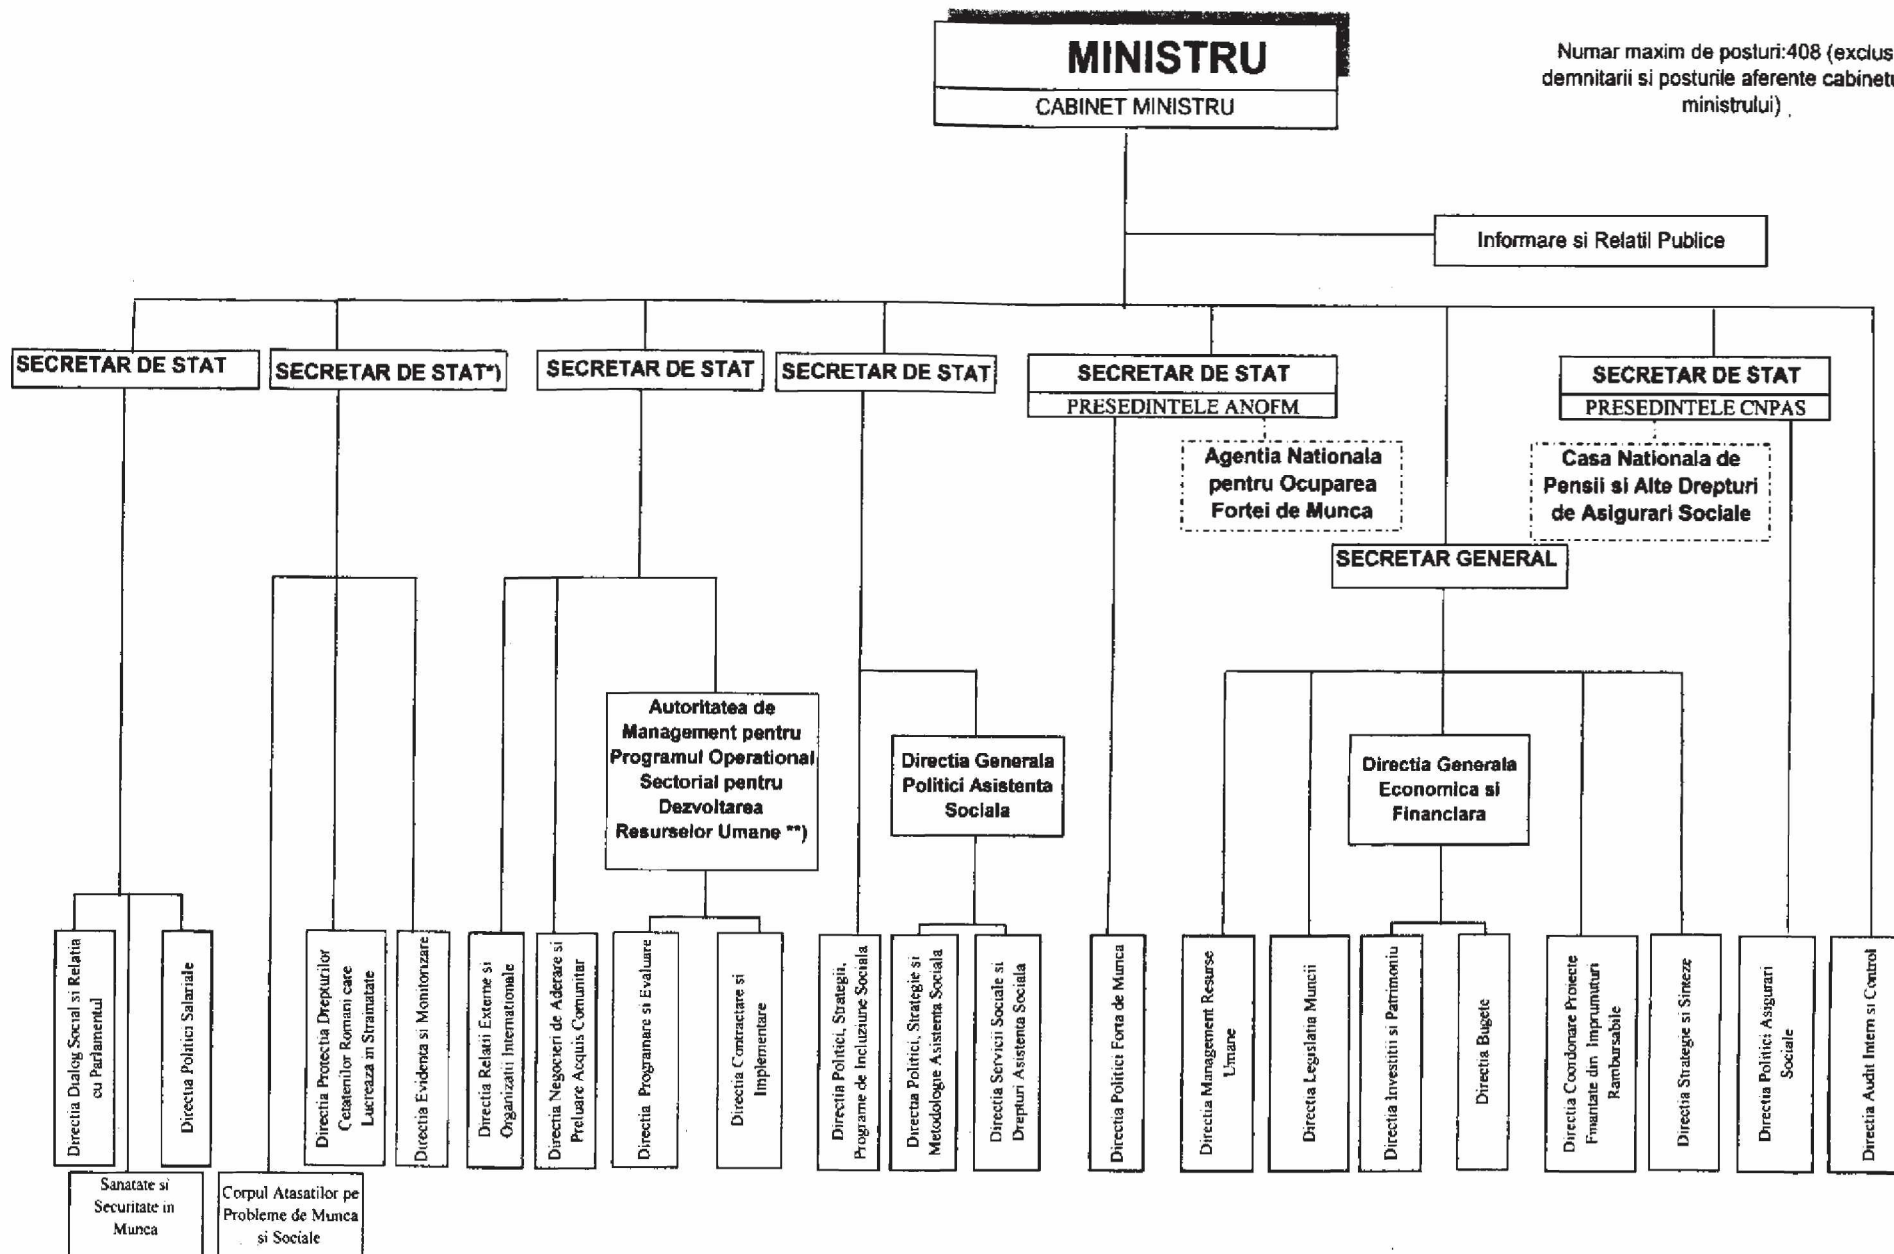 MINISTRU
CABINET MINISTRU
Numar maxim de posturi:408 (exclus
demnitarii si posturile aferente
ministrului)
Informare si Relatii Publice
SECRETAR DE STAT
SECRETAR DE STAT*)
SECRETAR DE STAT
SECRETAR DE STAT
SECRETAR DE STAT
PRESEDINTELE ANOFM
SECRETAR DE STAT
PRESEDINTELE CNPAS
Agentia Nationala
pentru Ocuparea
Fortei de Munca
Casa Nationala de
Pensii si Alte Drepturi
de Asigurari Sociale
SECRETAR GENERAL
Autoritatea de
Management pentru
Programul Operational
Sectorial pentru
Dezvoltarea
Resurselor Umane **)
Directia Generala
Politici Asistenta
Sociala
Directia Generala
Economica si
Financiara
Directia Dialog Social si Relatia
cu Parlamentul
Directia Politici Salariale
Directia Protectia Drepturilor
Cetatenilor Romani care
Lucreaza in Strainatate
Directia Evidenta si Monitorizare
Directia Relatii Externe si
Organizatii Internationale
Directia Negocieri de Aderare si
Preluare Acquis Comunitar
Directia Programare si Evaluare
Directia Contractare si
Implementare
Directia Politici, Strategii,
Programe de Incluziune Sociala
Directia Politici, Strategie si
Metodologie Asistenta Sociala
Directia Servicii Sociale si
Drepturi Asistenta Sociala
Directia Politici Forta de Munca
Directia Management Resurse
Umane
Directia Legislatia Muncii
Directia Investitii si Patrimoniu
Directia Bugete
Directia Coordonare Proiecte
Finantate din Imprumuturi
Rambursabile
Directia Strategie si Sinteze
Directia Politici Asigurari
Sociale
Directia Audit Intern si Control
Sanatate si
Securitate in
Munca
Corpul Atasatilor pe
Probleme de Munca
si Sociale